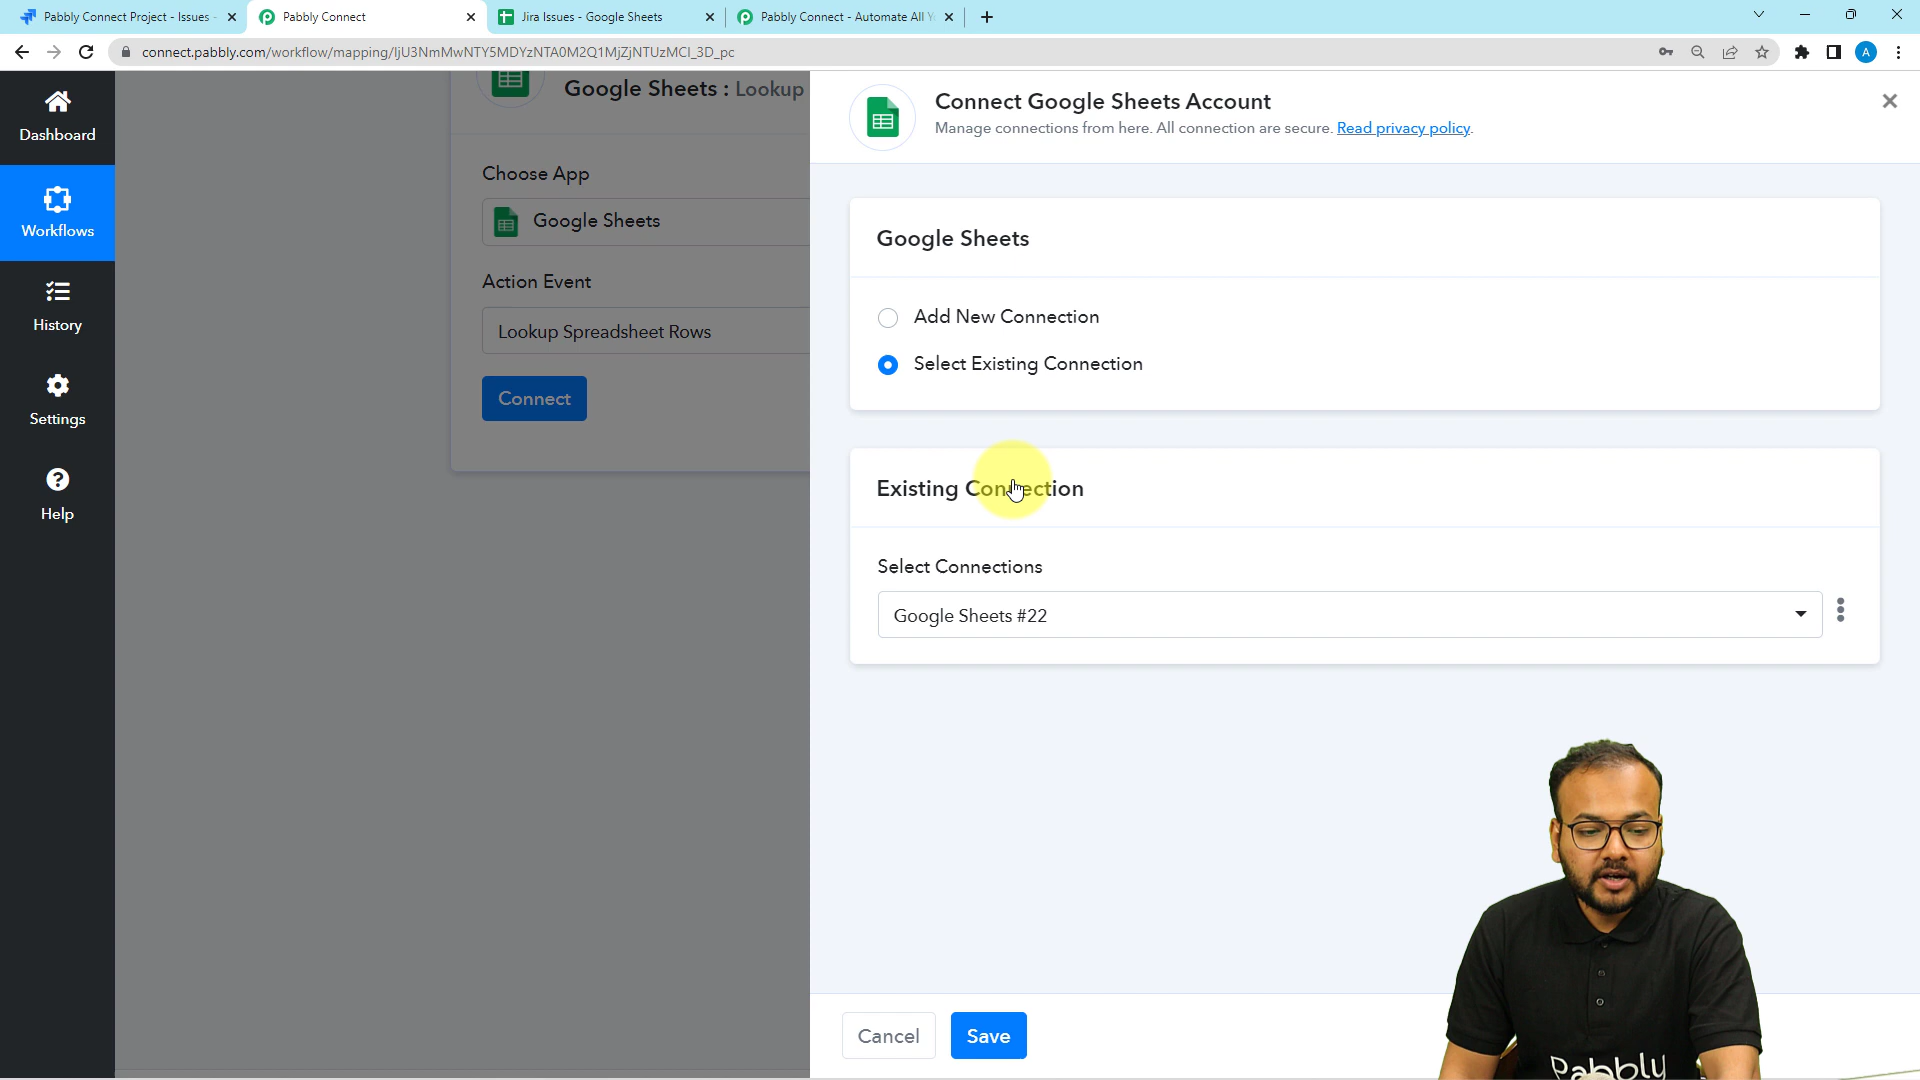 Pabbly Connect Project - Issues -
Pabbly Connect
Jira Issues - Google Sheets
Pabbly Connect - Automate All Y
connect.pabbly.com/workflow/mapping/IjU3NmMwNTY5MDYzNTA0M2Q1MjZjNTUzMCI_3D_pc
A
Dashboard
Workflows
History
Settings
Help
Google Sheets : Lookup
Choose App
Google Sheets
Action Event
Lookup Spreadsheet Rows
Connect
Connect Google Sheets Account
Manage connections from here. All connection are secure. Read privacy policy.
Google Sheets
Add New Connection
Select Existing Connection
Existing Connection
Select Connections
Google Sheets #22
Cancel
Save
Pabbly